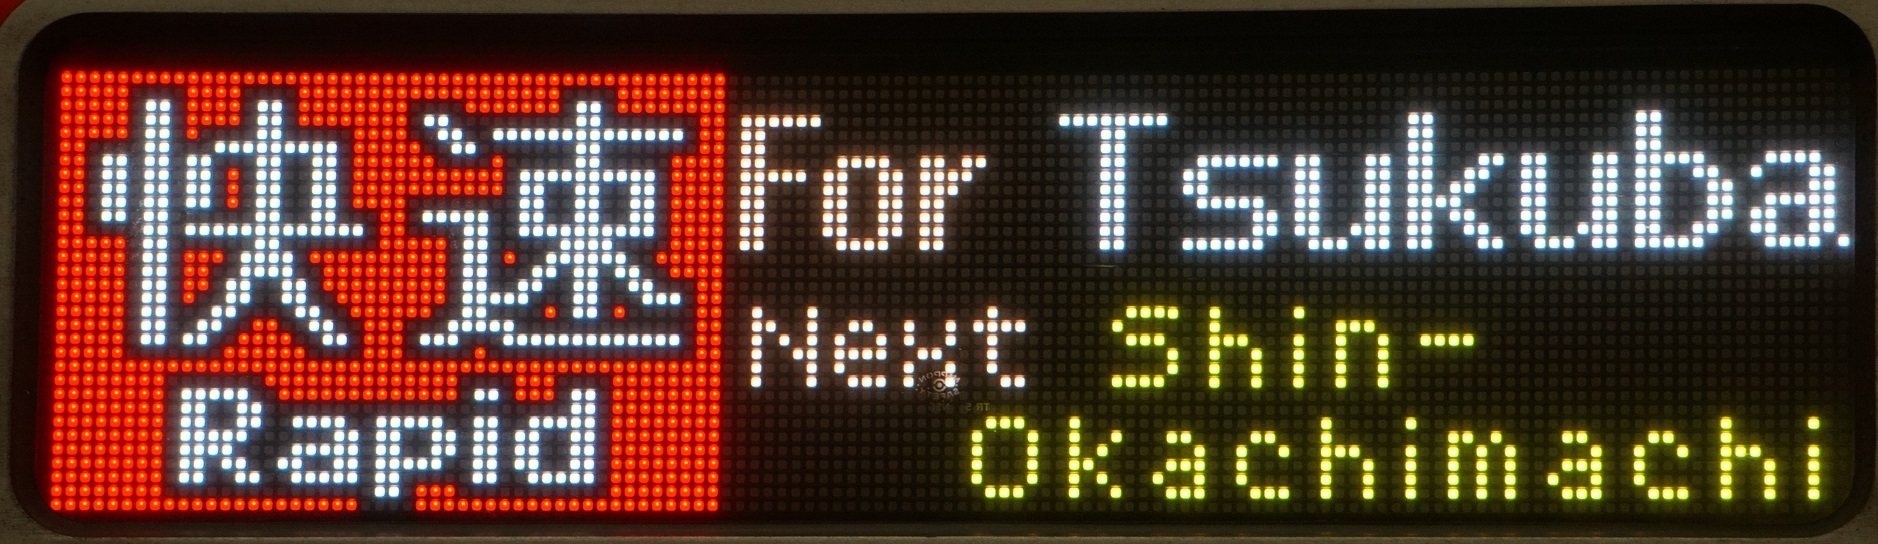 快速
Rapid
For Tsukuba
Next Shin-
Okachimachi